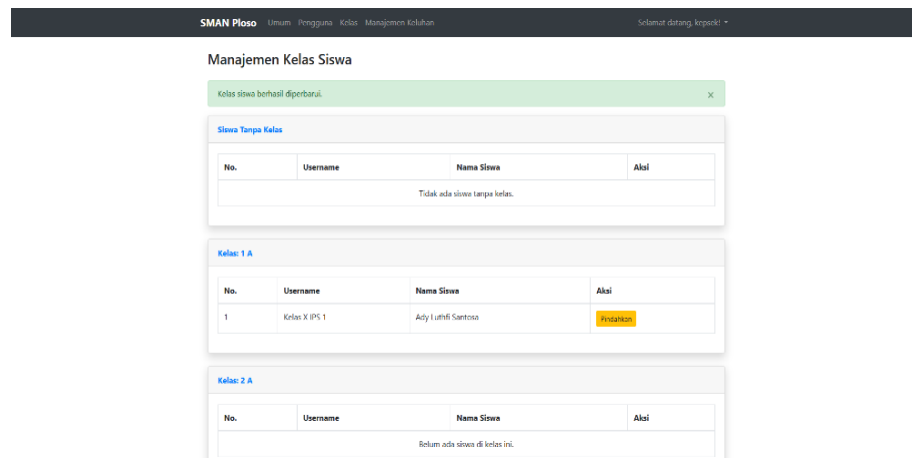 SMAN Ploso Umum Pengguna Kelas Manajemen Keluhan Selamat datang, kepsek!
Manajemen Kelas Siswa
Kelas siswa berhasil diperbarui. ×
Siswa Tanpa Kelas
No. Username Nama Siswa Aksi
Tidak ada siswa tanpa kelas.
Kelas: 1 A
No. Username Nama Siswa Aksi
1 Kelas X IPS 1 Ady Luthfi Santosa Pindahkan
Kelas: 2 A
No. Username Nama Siswa Aksi
Belum ada siswa di kelas ini.